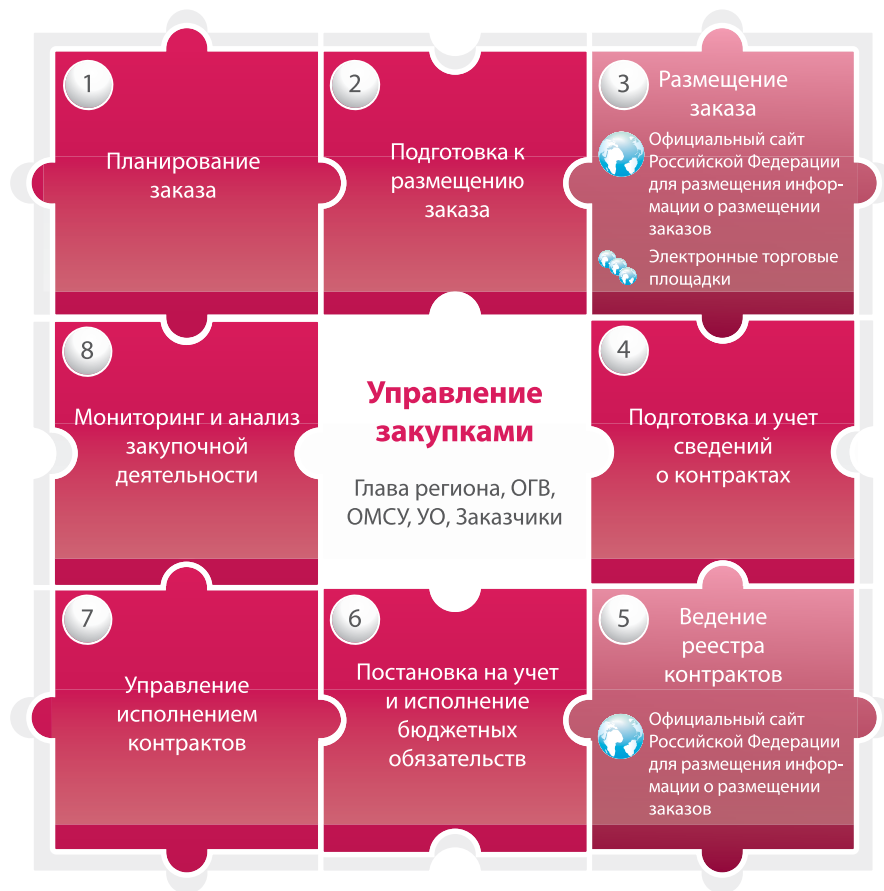 1
Планирование
заказа
2
Подготовка к
размещению
заказа
3
Размещение
заказа
Официальный сайт
Российской Федерации
для размещения инфор-
мации о размещении
заказов
Электронные торговые
площадки
8
Мониторинг и анализ
закупочной
деятельности
Управление
закупками
Глава региона, ОГВ,
ОМСУ, УО, Заказчики
4
Подготовка и учет
сведений
о контрактах
7
Управление
исполнением
контрактов
6
Постановка на учет
и исполнение
бюджетных
обязательств
5
Ведение
реестра
контрактов
Официальный сайт
Российской Федерации
для размещения инфор-
мации о размещении
заказов